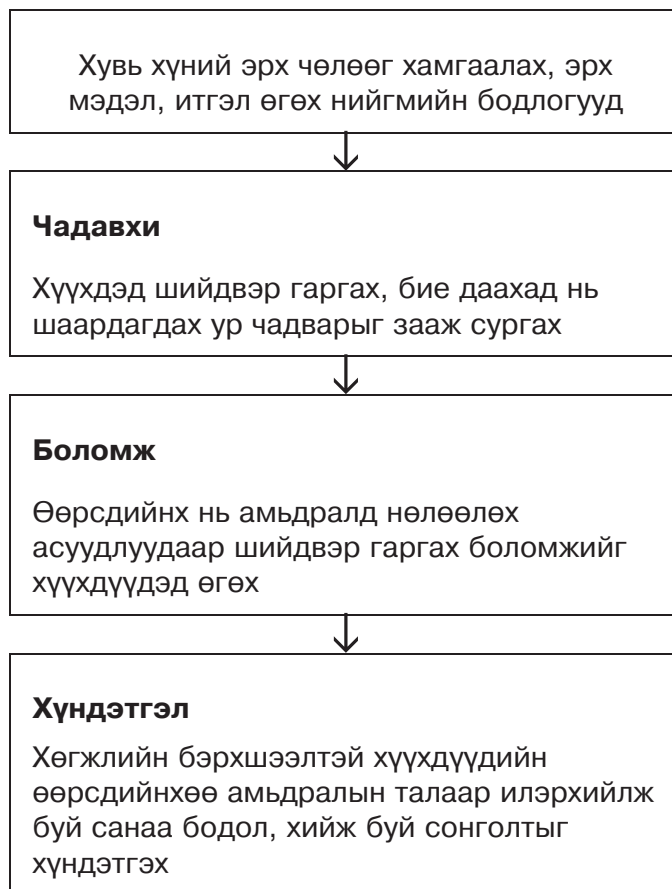 Хувь хүний эрх чөлөөг хамгаалах, эрх
мэдэл, итгэл өгөх нийгмийн бодлогууд
Чадавхи
Хүүхдэд шийдвэр гаргах, бие даахад нь
шаардагдах ур чадварыг зааж сургах
Боломж
Өөрсдийнх нь амьдралд нөлөөлөх
асуудлуудаар шийдвэр гаргах боломжийг
хүүхдүүдэд өгөх
Хүндэтгэл
Хөгжлийн бэрхшээлтэй хүүхдүүдийн
өөрсдийнхөө амьдралын талаар илэрхийлж
буй санаа бодол, хийж буй сонголтыг
хүндэтгэх